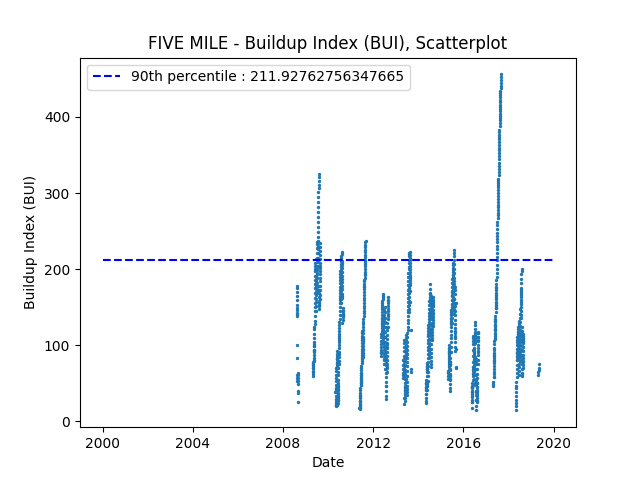 FIVE MILE - Buildup Index (BUI), Scatterplot
90th percentile : 211.92762756347665
Buildup Index (BUI)
400
300
200
100
0
2000 2004 2008 2012 2016 2020
Date